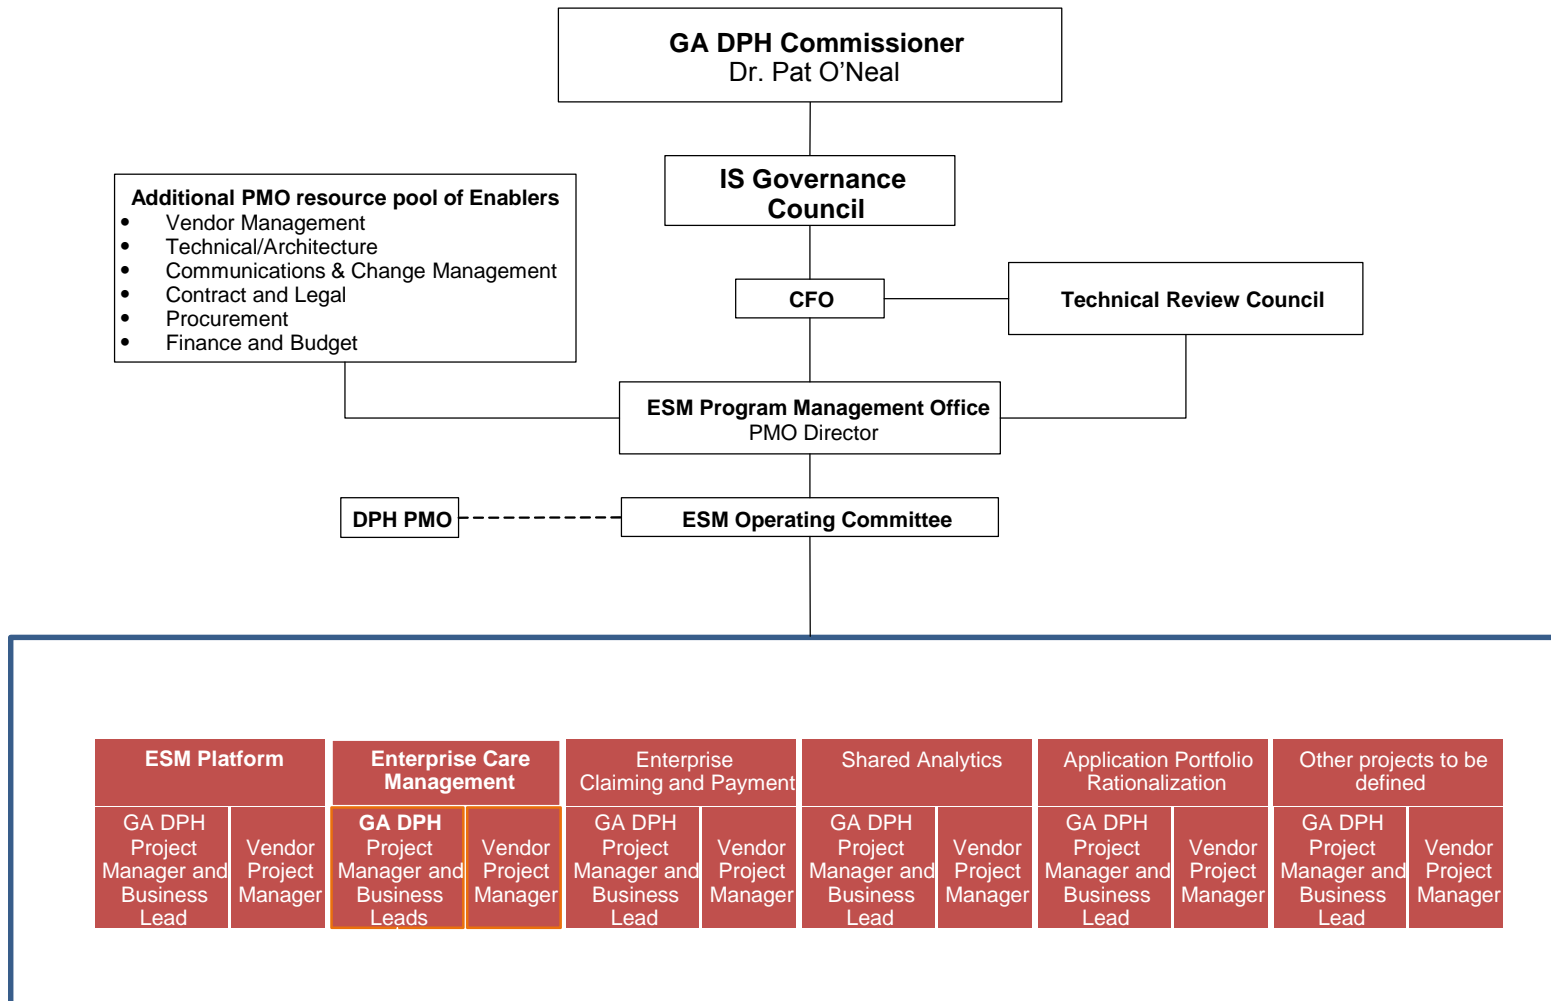 GA DPH Commissioner
Dr. Pat O’Neal
IS Governance
Council
Additional PMO resource pool of Enablers
• Vendor Management
• Technical/Architecture
• Communications & Change Management
• Contract and Legal
• Procurement
• Finance and Budget
CFO
Technical Review Council
ESM Program Management Office
PMO Director
DPH PMO
ESM Operating Committee
ESM Platform
GA DPH
Project
Manager and
Business
Lead
Vendor
Project
Manager
Enterprise Care
Management
GA DPH
Project
Manager and
Business
Leads
Vendor
Project
Manager
Enterprise
Claiming and Payment
GA DPH
Project
Manager and
Business
Lead
Vendor
Project
Manager
Shared Analytics
GA DPH
Project
Manager and
Business
Lead
Vendor
Project
Manager
Application Portfolio
Rationalization
GA DPH
Project
Manager and
Business
Lead
Vendor
Project
Manager
Other projects to be
defined
GA DPH
Project
Manager and
Business
Lead
Vendor
Project
Manager